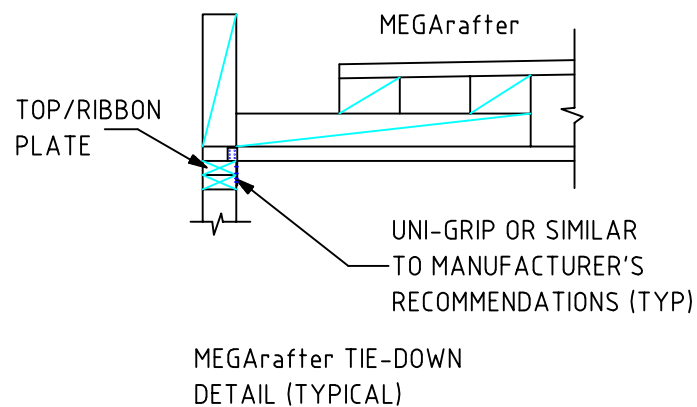 MEGArafter
TOP/RIBBON
PLATE
UNI-GRIP OR SIMILAR
TO MANUFACTURER'S
RECOMMENDATIONS (TYP)
MEGArafter TIE-DOWN
DETAIL (TYPICAL)